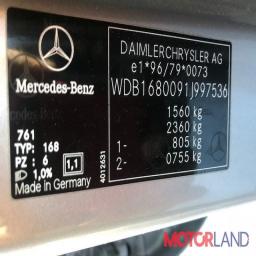 DAIMLERCHRYSLER AG
e1*96/79*0073
WDB1680091J997536
1560 kg
2360 kg
1- 805 kg
2- 0755 kg
Mercedes-Benz
761
TYP: 168
PZ : 6
1,1
1,0%
Made in Germany
4012631
MOTORLAND